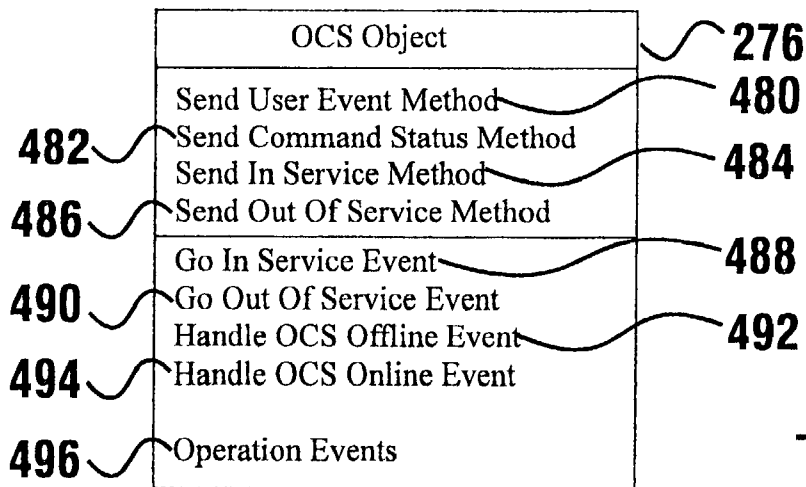 OCS Object 276
Send User Event Method 480
482 Send Command Status Method
Send In Service Method 484
486 Send Out Of Service Method
Go In Service Event 488
490 Go Out Of Service Event
Handle OCS Offline Event 492
494 Handle OCS Online Event
496 Operation Events